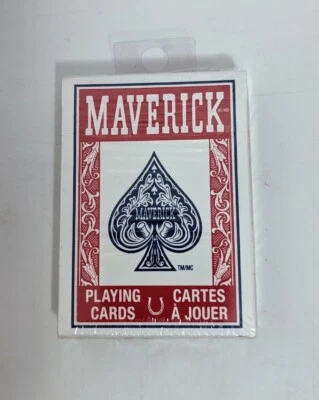 MAVERICK
MAVERICK
TM/MC
PLAYING CARTES
CARDS À JOUER